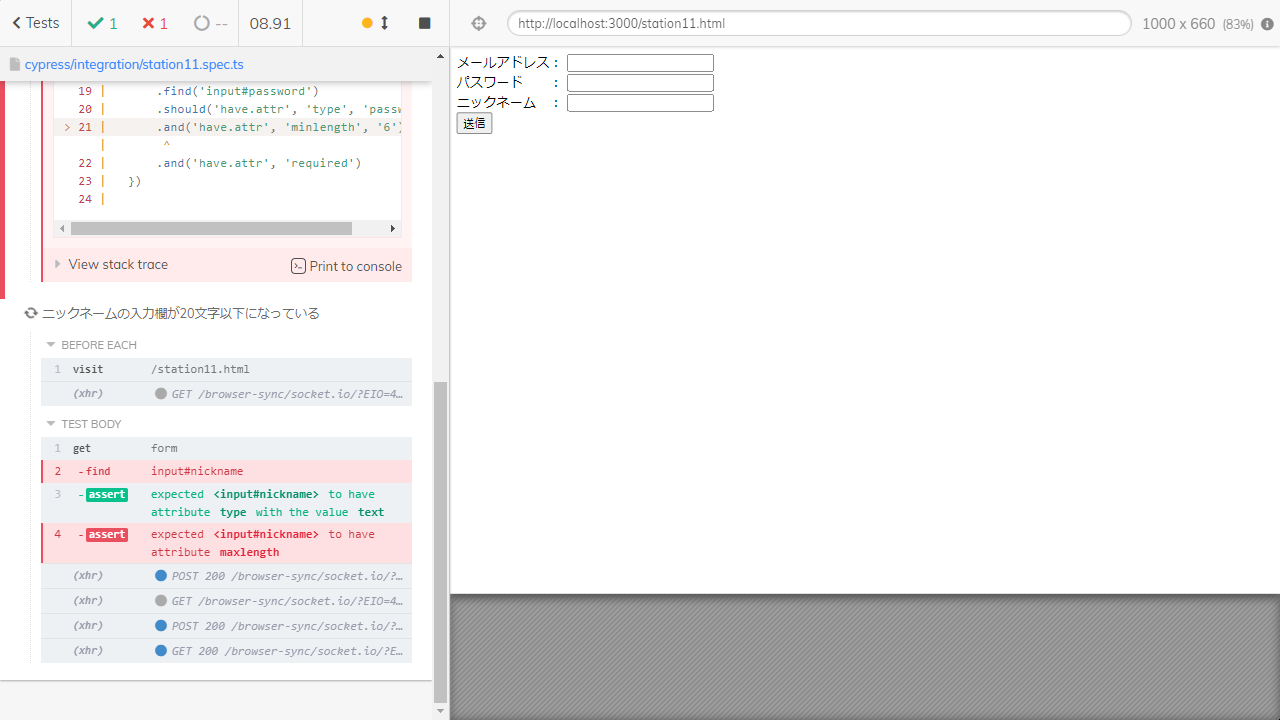 Tests 1 1 -- 08.91
http://localhost:3000/station11.html 1000 x 660 (83%)
cypress/integration/station11.spec.ts
19 | .find('input#password')
20 | .should('have.attr', 'type', 'passw
> 21 | .and('have.attr', 'minlength', '6')
| ^
22 | .and('have.attr', 'required')
23 | })
24 |
View stack trace Print to console
ニックネームの入力欄が20文字以下になっている
BEFORE EACH
1 visit /station11.html
(xhr) GET /browser-sync/socket.io/?EIO=4…
TEST BODY
1 get form
2 -find input#nickname
3 -assert expected <input#nickname> to have
attribute type with the value text
4 -assert expected <input#nickname> to have
attribute maxlength
(xhr) POST 200 /browser-sync/socket.io/?…
(xhr) GET /browser-sync/socket.io/?EIO=4…
(xhr) POST 200 /browser-sync/socket.io/?…
(xhr) GET 200 /browser-sync/socket.io/?E…
メールアドレス：
パスワード ：
ニックネーム ：
送信